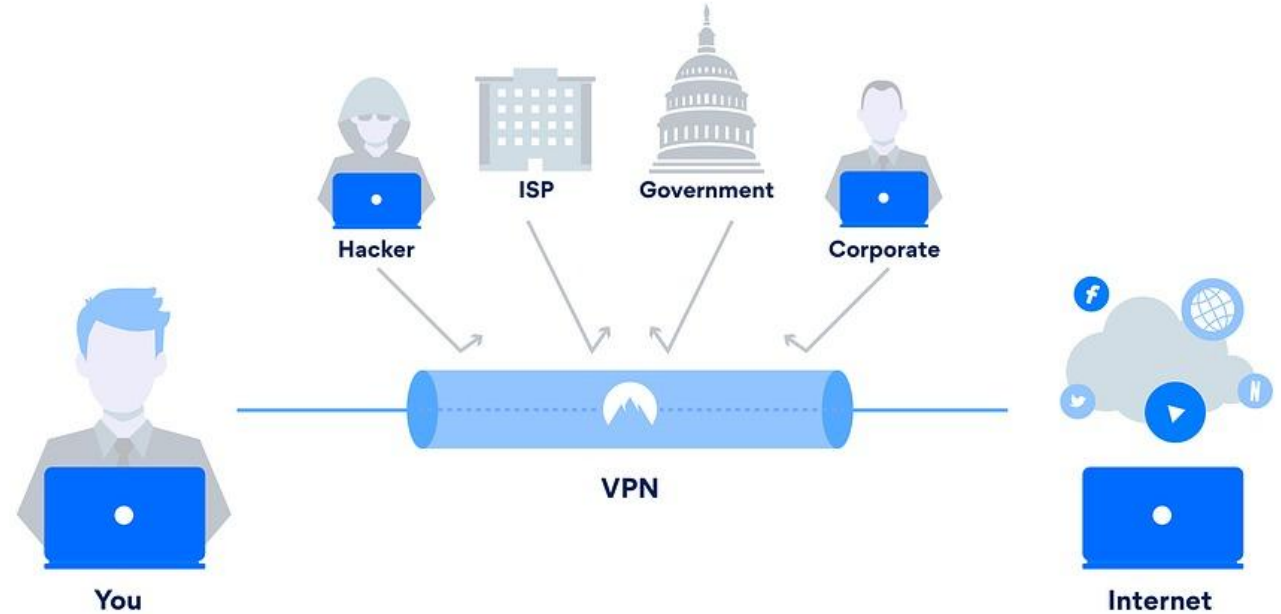 ISP
Government
Hacker
Corporate
f
N
VPN
You
Internet